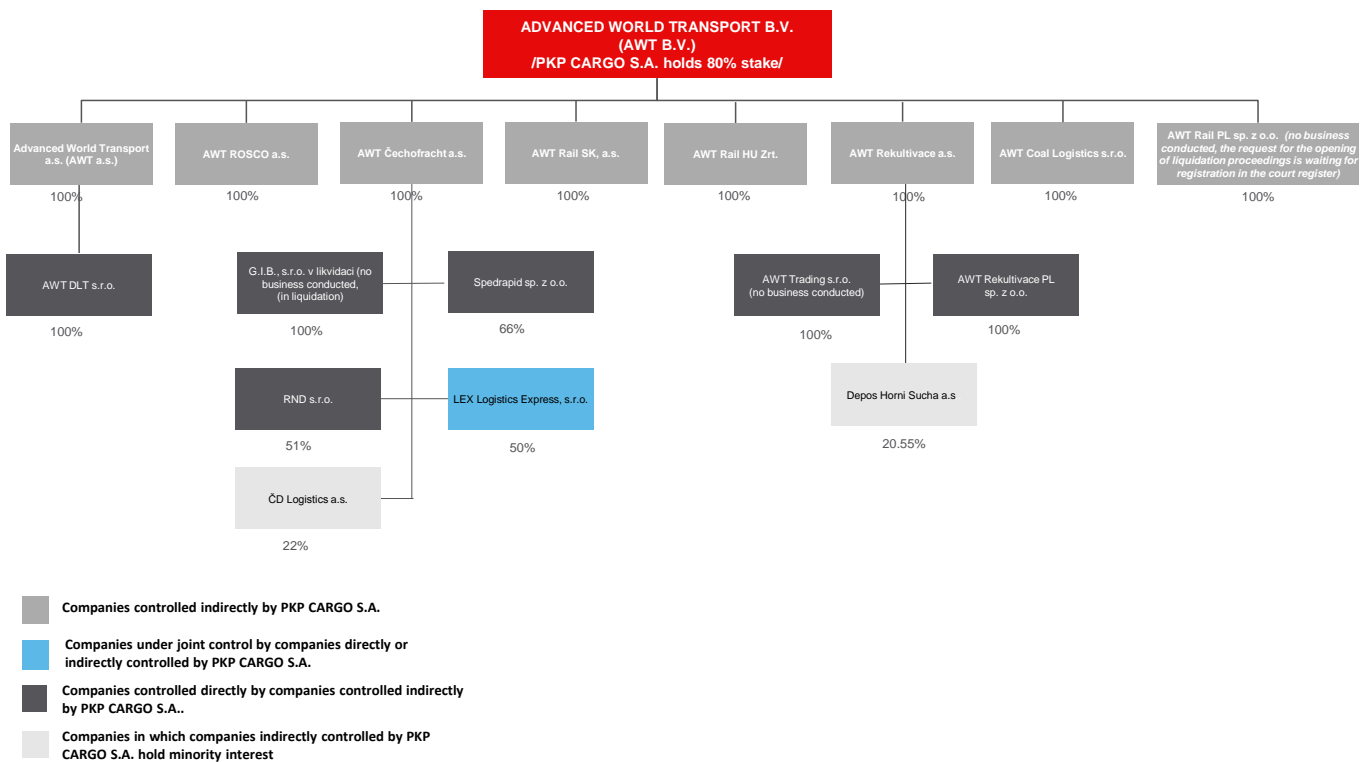 ADVANCED WORLD TRANSPORT B.V.
(AWT B.V.)
/PKP CARGO S.A. holds 80% stake/
Advanced World Transport
a.s. (AWT a.s.)
100%
AWT ROSCO a.s.
100%
AWT Čechofracht a.s.
100%
AWT Rail SK, a.s.
100%
AWT Rail HU Zrt.
100%
AWT Rekultivace a.s.
100%
AWT Coal Logistics s.r.o.
100%
AWT Rail PL sp. z o.o. (no business
conducted, the request for the opening
of liquidation proceedings is waiting for
registration in the court register)
100%
AWT DLT s.r.o.
100%
G.I.B., s.r.o. v likvidaci (no
business conducted,
(in liquidation)
100%
Spedrapid sp. z o.o.
66%
AWT Trading s.r.o.
(no business conducted)
100%
AWT Rekultivace PL
sp. z o.o.
100%
RND s.r.o.
51%
LEX Logistics Express, s.r.o.
50%
Depos Horni Sucha a.s
20.55%
ČD Logistics a.s.
22%
Companies controlled indirectly by PKP CARGO S.A.
Companies under joint control by companies directly or
indirectly controlled by PKP CARGO S.A.
Companies controlled directly by companies controlled indirectly
by PKP CARGO S.A..
Companies in which companies indirectly controlled by PKP
CARGO S.A. hold minority interest